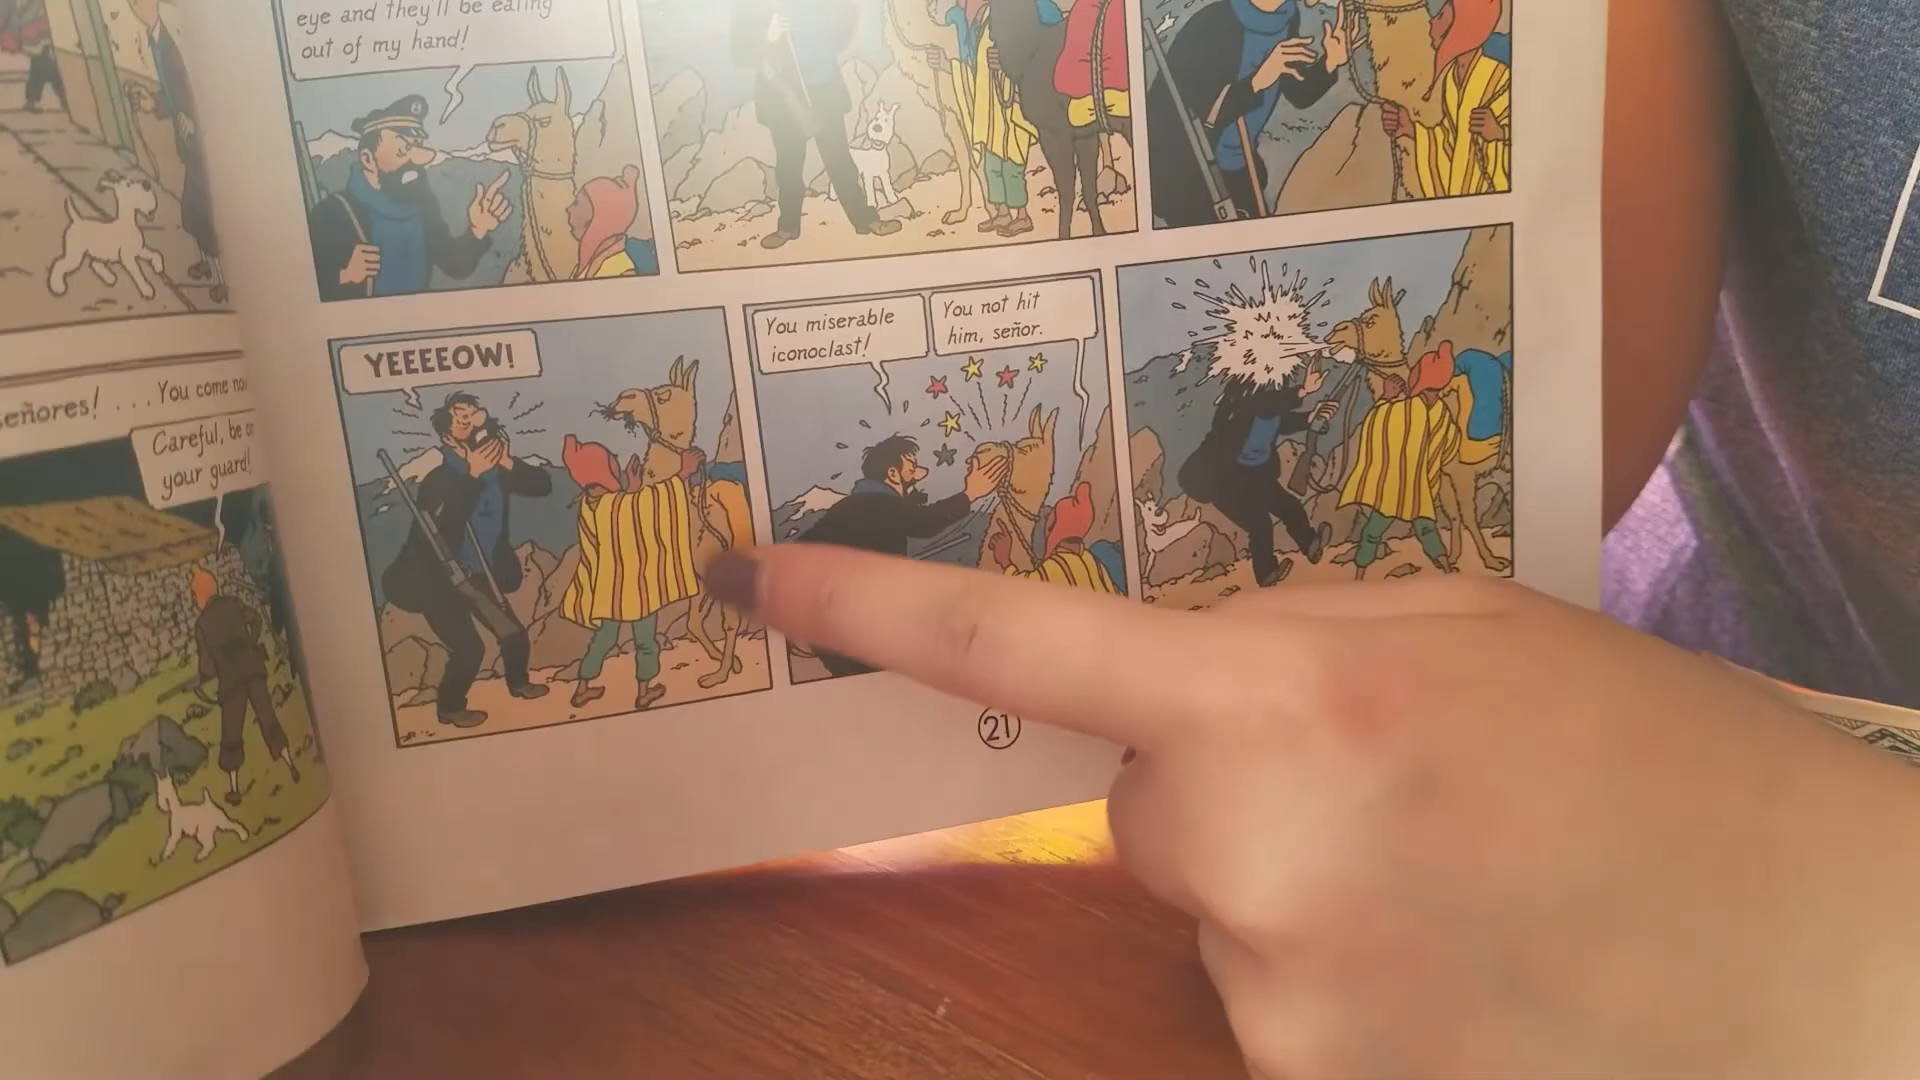 señores! ... You come
Careful, be
your guard!
eye and they'll be eating
out of my hand!
YEEEEOW!
You miserable
iconoclast!
You not hit
him, señor.
21